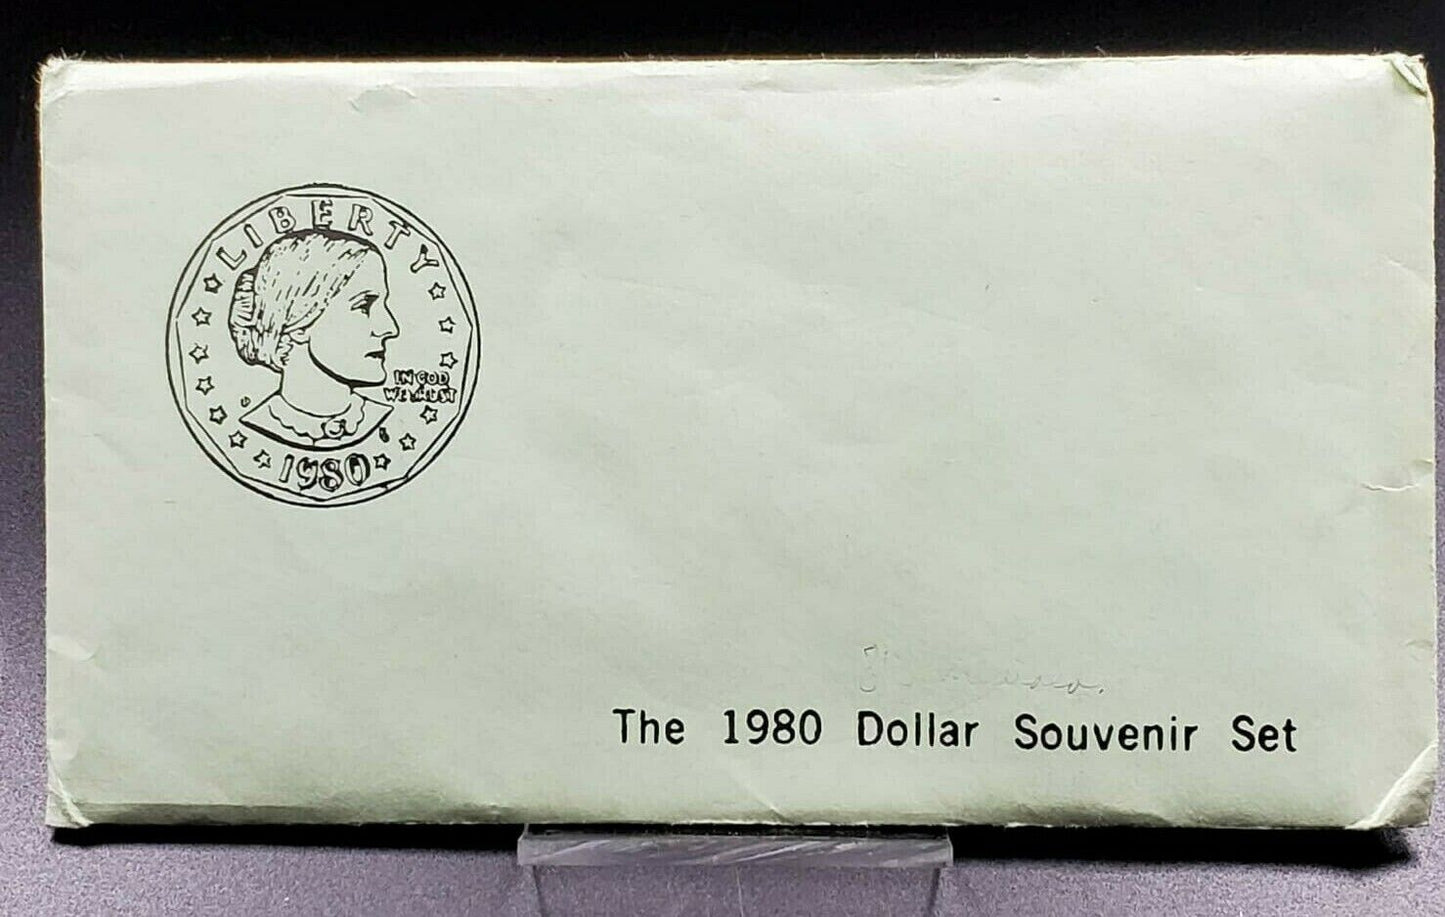 LIBERTY
IN GOD
WE TRUST
1980
The 1980 Dollar Souvenir Set